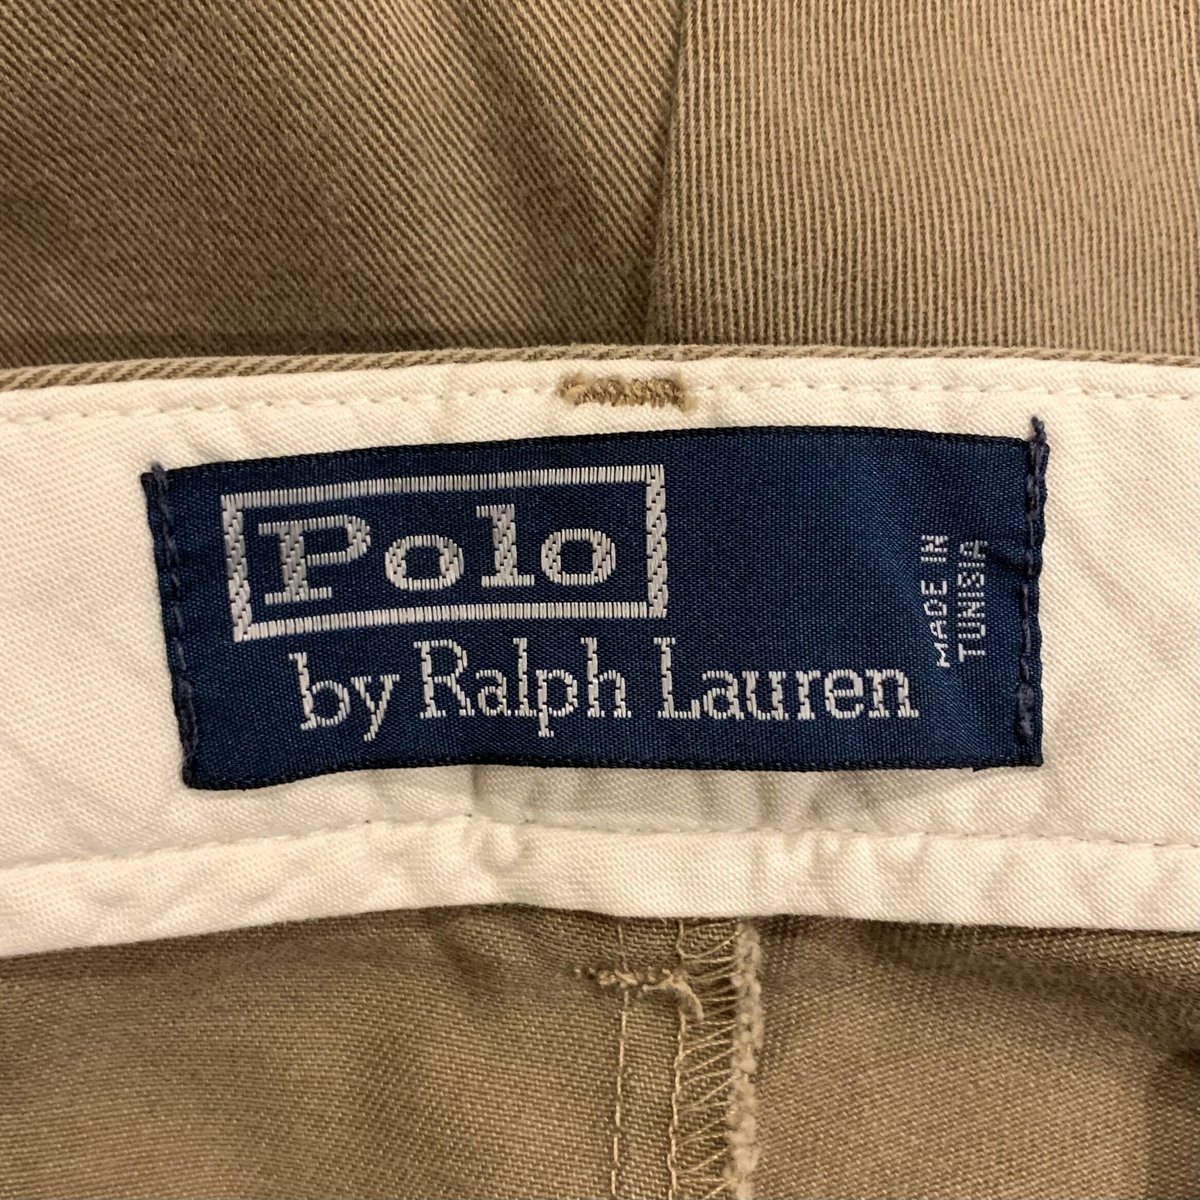 Polo
by Ralph Lauren
MADE IN
TUNISIA